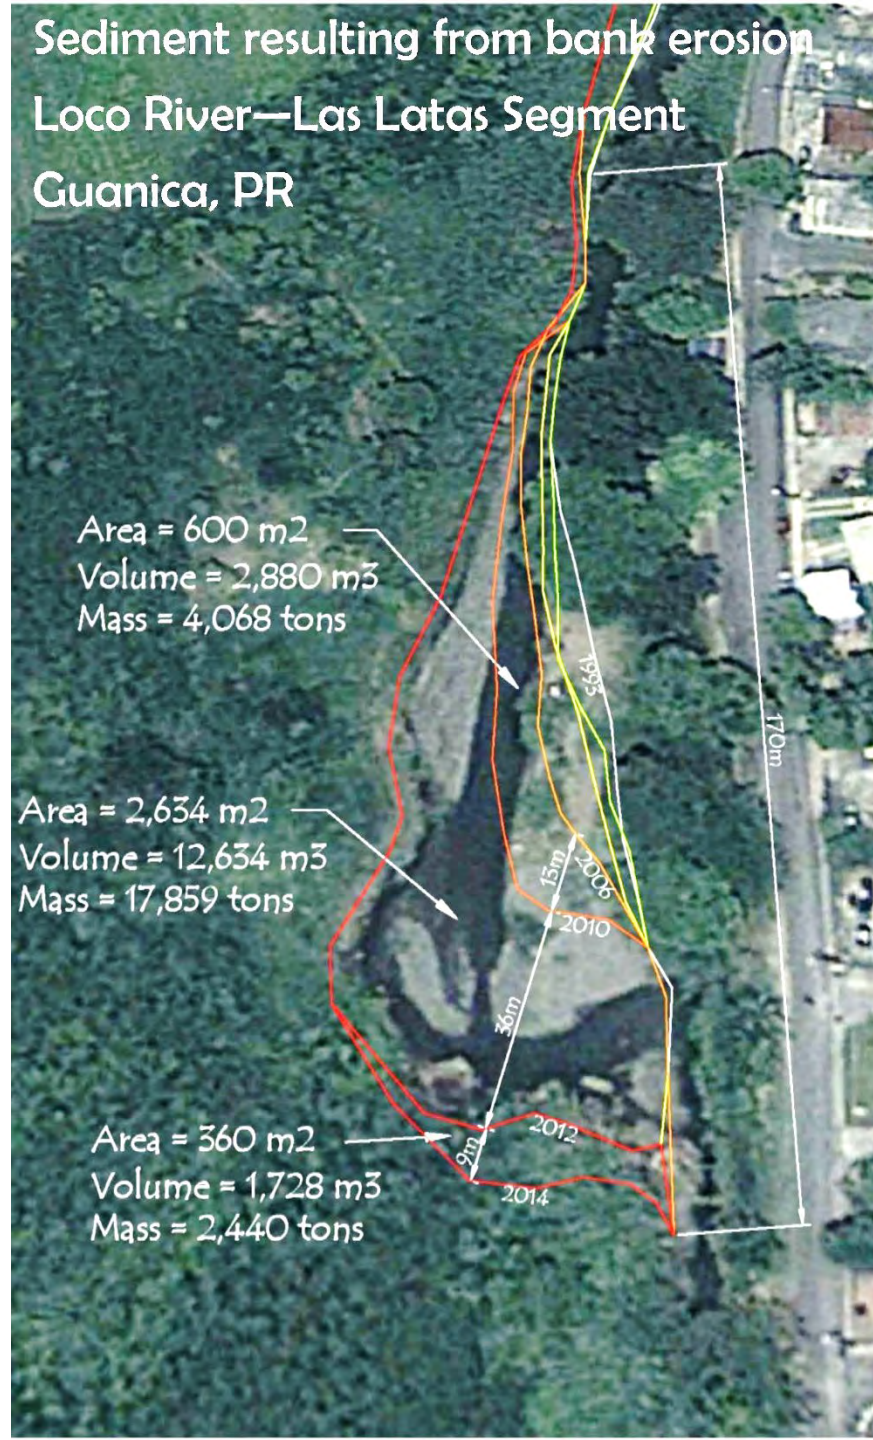 Sediment resulting from bank erosion
Loco River—Las Latas Segment
Guanica, PR
Area = 600 m2
Volume = 2,880 m3
Mass = 4,068 tons
1995
170m
Area = 2,634 m2
Volume = 12,634 m3
Mass = 17,859 tons
13m
2006
2010
36m
Area = 360 m2
Volume = 1,728 m3
Mass = 2,440 tons
2012
9m
2014